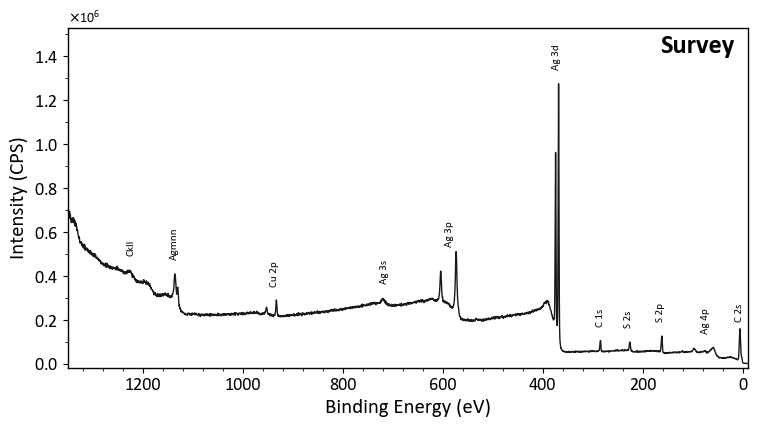 ×10⁶
Survey
Intensity (CPS)
1.4
1.2
1.0
0.8
0.6
0.4
0.2
0.0
Ckll
Agmnn
Cu 2p
Ag 3s
Ag 3p
Ag 3d
C 1s
S 2s
S 2p
Ag 4p
C 2s
1200 1000 800 600 400 200 0
Binding Energy (eV)